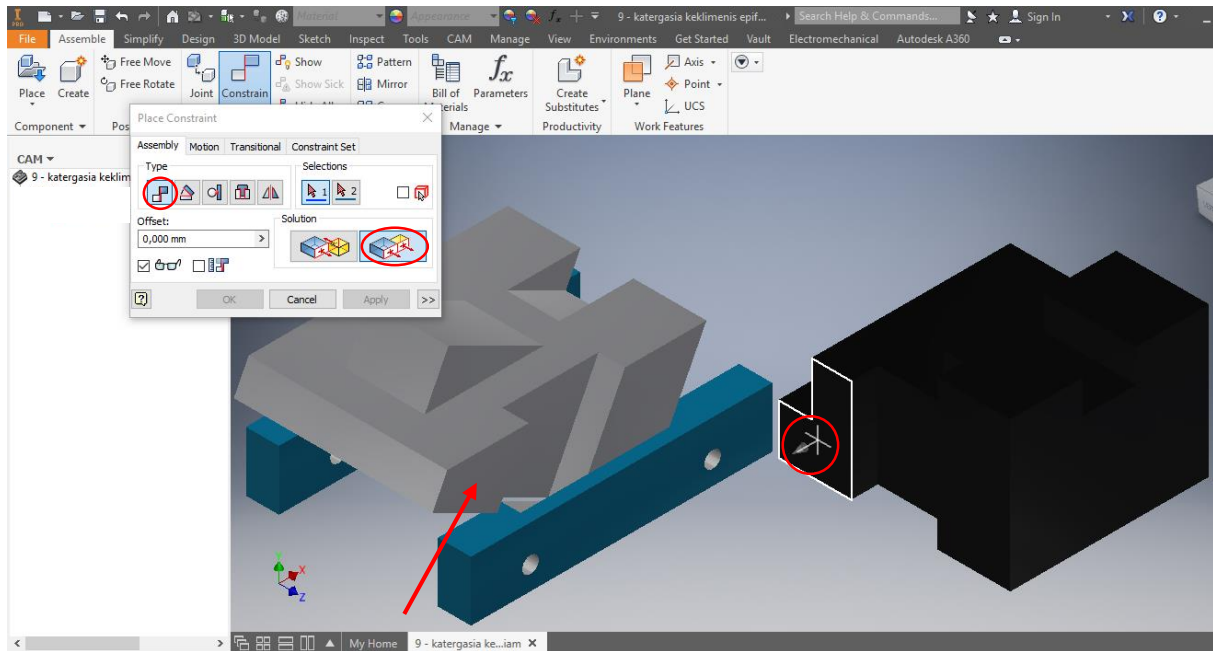 I
PRO
Material
Appearance
9 - katergasia keklimenis epif...
Search Help & Commands...
Sign In
File Assemble Simplify Design 3D Model Sketch Inspect Tools CAM Manage View Environments Get Started Vault Electromechanical Autodesk A360
Place
Create
Free Move
Free Rotate
Joint
Constrain
Show
Show Sick
Pattern
Mirror
Bill of
Parameters
Create
Substitutes
Plane
Axis
Point
UCS
Component
Pos
Manage
Productivity
Work Features
Place Constraint
Assembly Motion Transitional Constraint Set
Type
Selections
1 2
Offset:
0,000 mm
Solution
OK Cancel Apply >>
CAM
9 - katergasia keklim
Y
X
Z
My Home
9 - katergasia ke...iam X